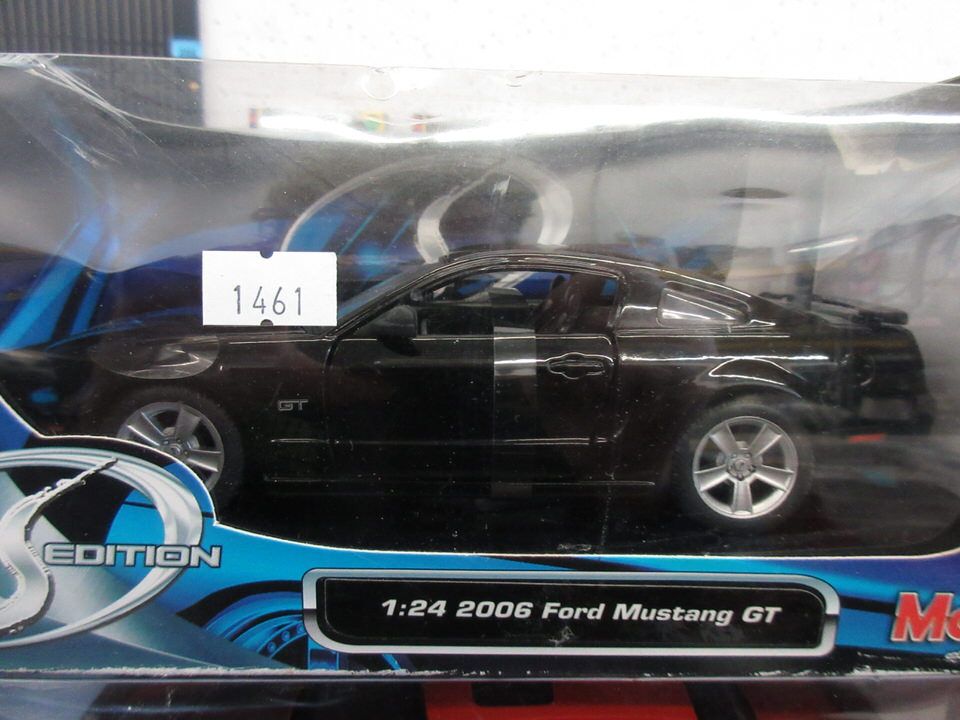 1461
GT
S EDITION
1:24 2006 Ford Mustang GT